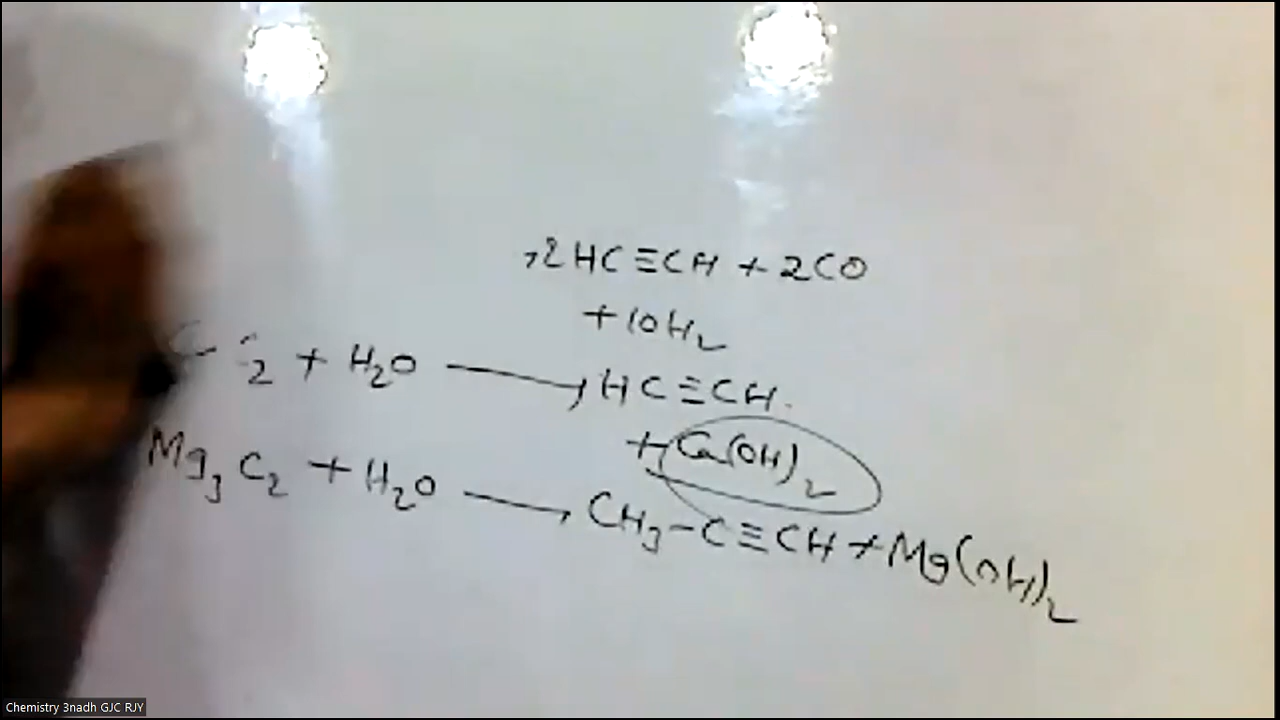 2HC≡CH + 2CO
+10H₂
C 2 + H₂O ⟶ HC≡CH
+ Ca(OH)₂
Mg₃C₂ + H₂O ⟶ CH₃-C≡CH + Mg(OH)₂
Chemistry 3nadh GJC RJY